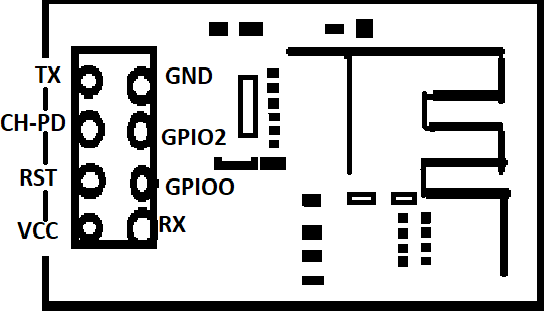 TX
GND
CH-PD
GPIO2
RST
GPIOO
VCC
RX